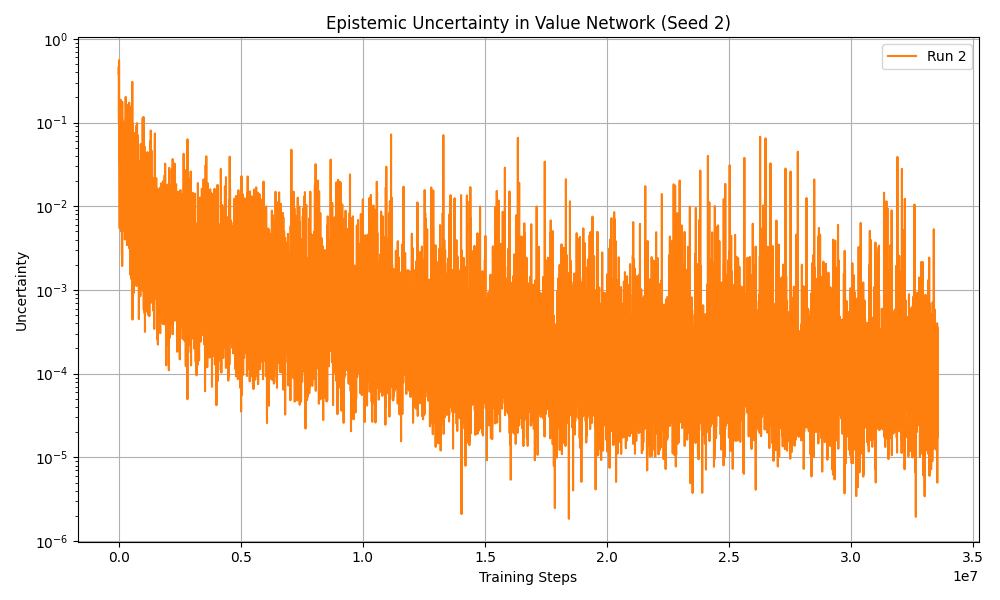 Epistemic Uncertainty in Value Network (Seed 2)
Run 2
Uncertainty
10⁰
10⁻¹
10⁻²
10⁻³
10⁻⁴
10⁻⁵
10⁻⁶
0.0 0.5 1.0 1.5 2.0 2.5 3.0 3.5
1e7
Training Steps